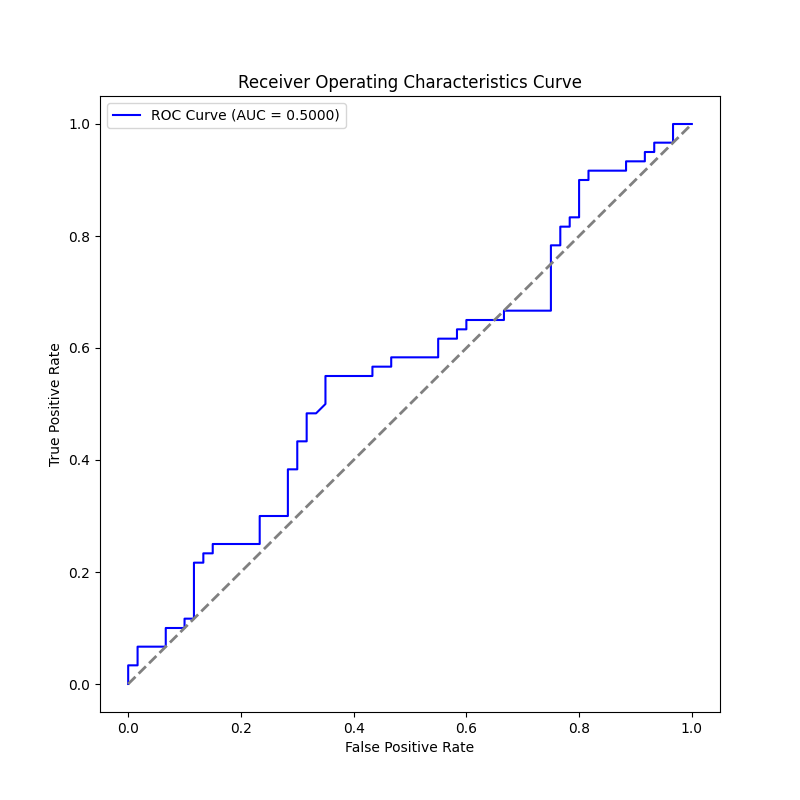 Receiver Operating Characteristics Curve
ROC Curve (AUC = 0.5000)
1.0
0.8
0.6
0.4
0.2
0.0
True Positive Rate
0.0 0.2 0.4 0.6 0.8 1.0
False Positive Rate